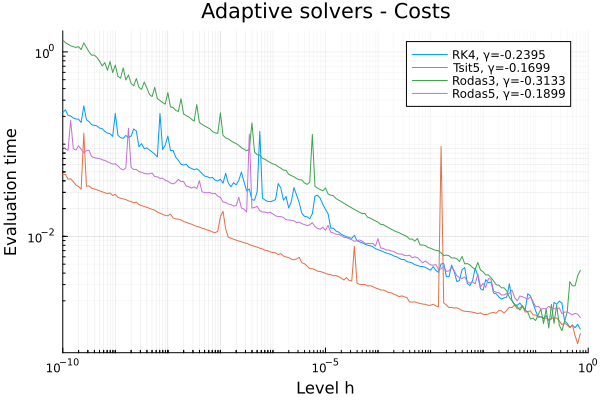 Adaptive solvers - Costs
RK4, γ=-0.2395
Tsit5, γ=-0.1699
Rodas3, γ=-0.3133
Rodas5, γ=-0.1899
Evaluation time
10⁰
10⁻²
10⁻¹⁰
10⁻⁵
10⁰
Level h